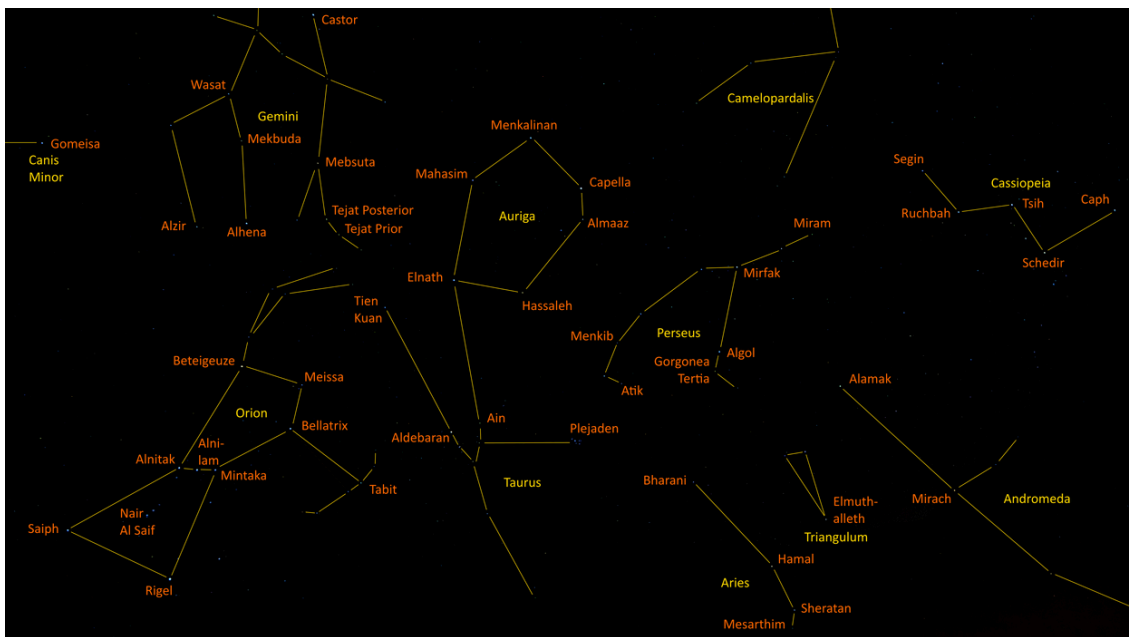 Castor
Wasat
Gemini
Camelopardalis
Menkalinan
Gomeisa
Mekbuda
Canis
Minor
Mebsuta
Segin
Mahasim
Capella
Cassiopeia
Tsih
Caph
Tejat Posterior
Tejat Prior
Auriga
Almaaz
Miram
Ruchbah
Alzir
Alhena
Schedir
Elnath
Mirfak
Tien
Kuan
Hassaleh
Menkib
Perseus
Beteigeuze
Meissa
Gorgonea
Tertia
Algol
Atik
Alamak
Orion
Bellatrix
Ain
Plejaden
Aldebaran
Alni-
lam
Alnitak
Mintaka
Taurus
Bharani
Tabit
Mirach
Andromeda
Elmuth-
alleth
Nair
Al Saif
Saiph
Triangulum
Hamal
Rigel
Aries
Sheratan
Mesarthim